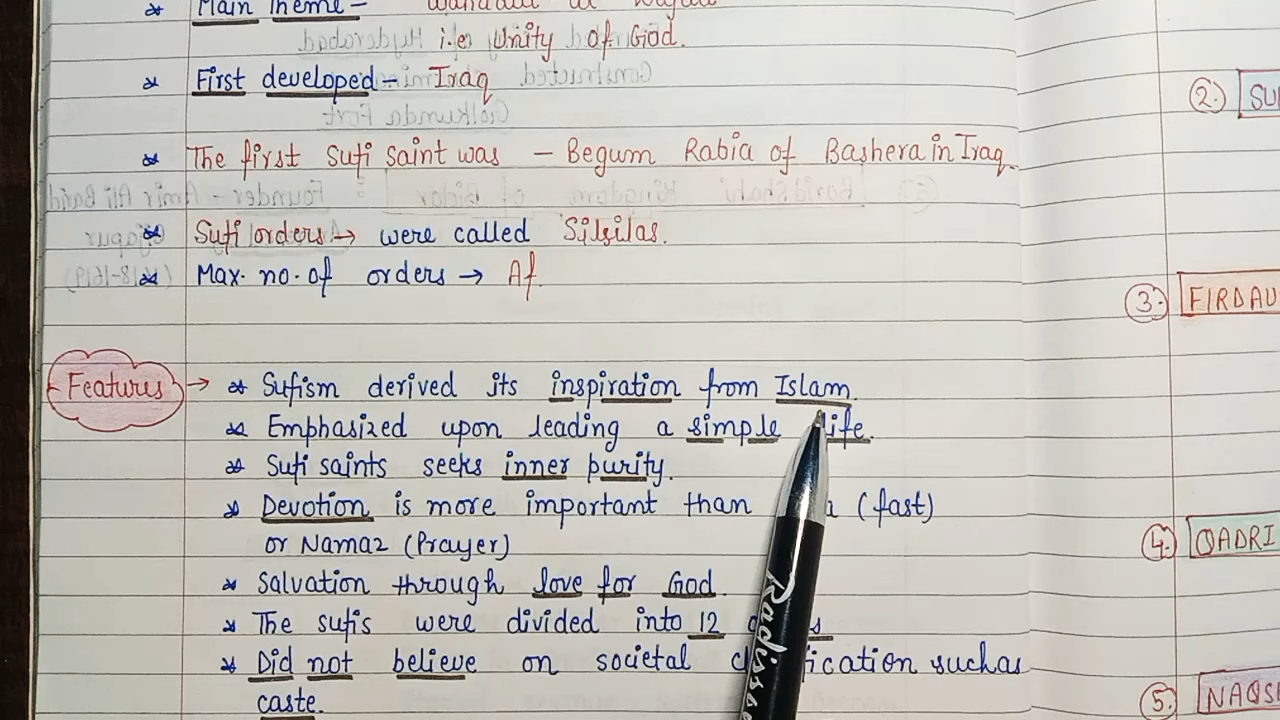 * Main Theme -
i.e. Unity of God.
* First developed - Iraq
* The first Sufi Saint was - Begum Rabia of Bashera in Iraq.
* Sufi orders → were called Silsilas.
* Max. no. of orders → Af.
Features → * Sufism derived its inspiration from Islam.
* Emphasized upon leading a simple life.
* Sufi saints seeks inner purity.
* Devotion is more important than (fast)
or Namaz (Prayer)
* Salvation through love for God.
* The sufis were divided into 12
* Did not believe on societal such as
caste.
2.
3. FIRDAU
4. QADRI
5. NAQS
Radisso